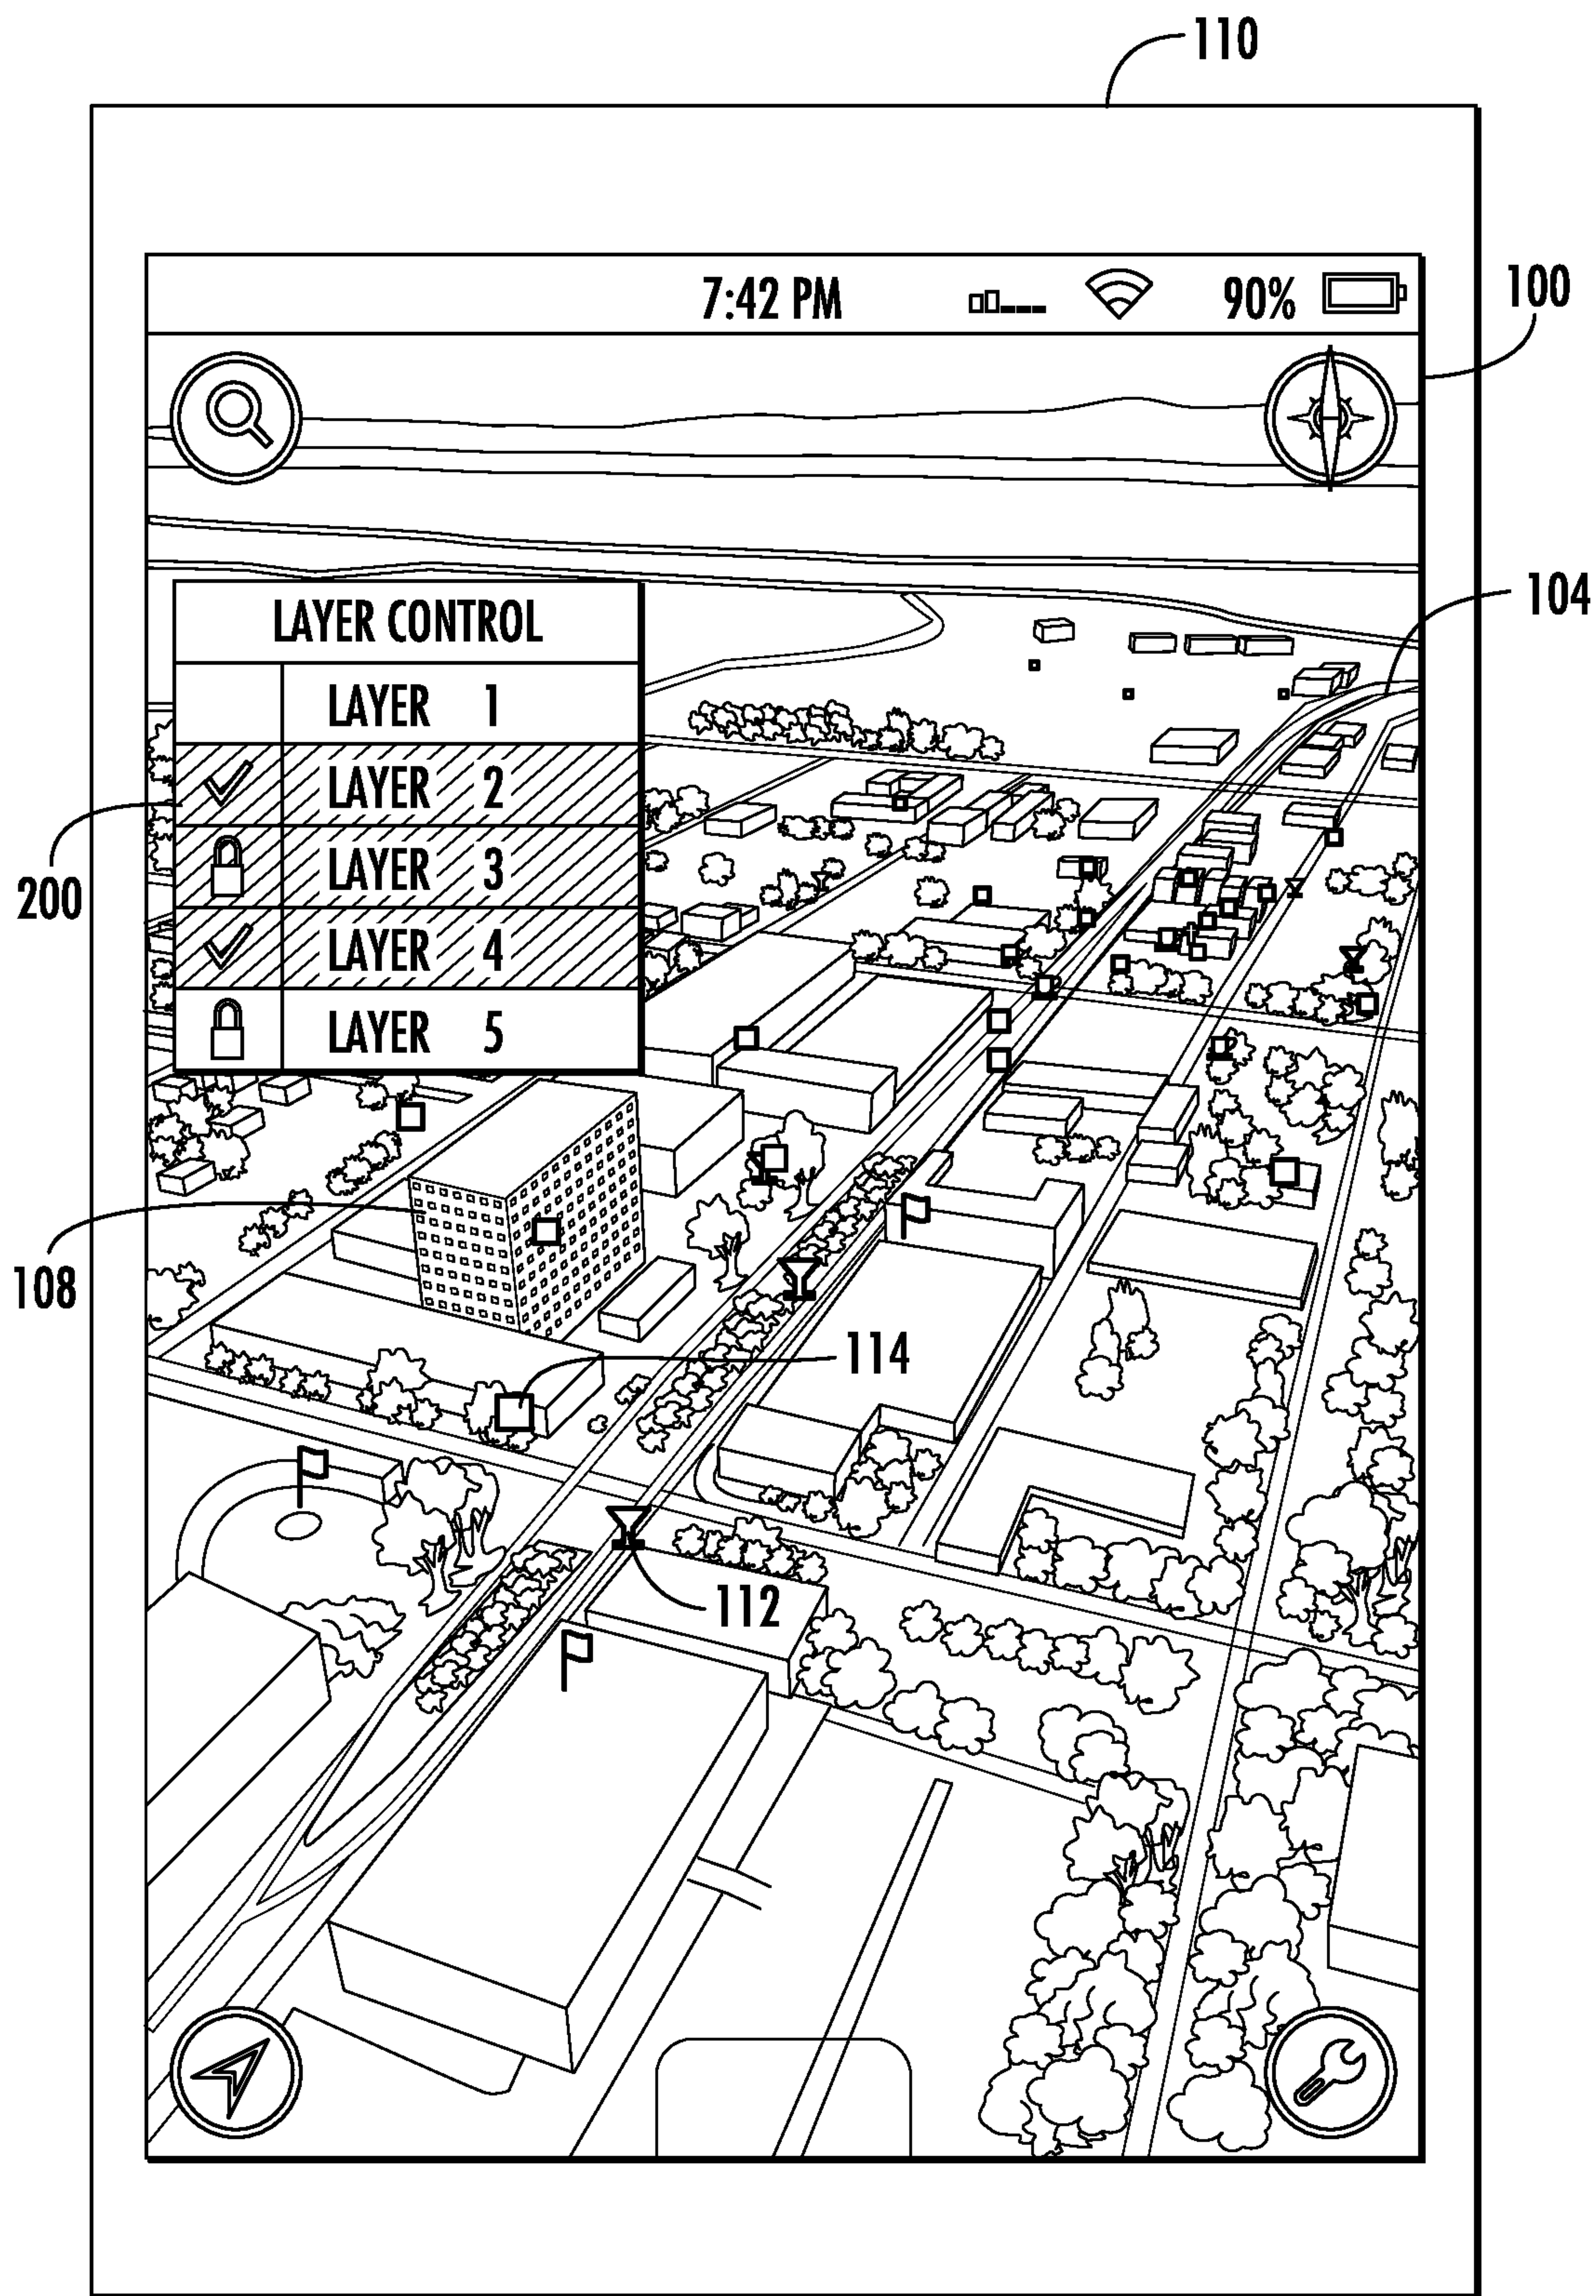 110
7:42 PM 90%
100
104
LAYER CONTROL
LAYER 1
LAYER 2
LAYER 3
LAYER 4
LAYER 5
200
108
114
112